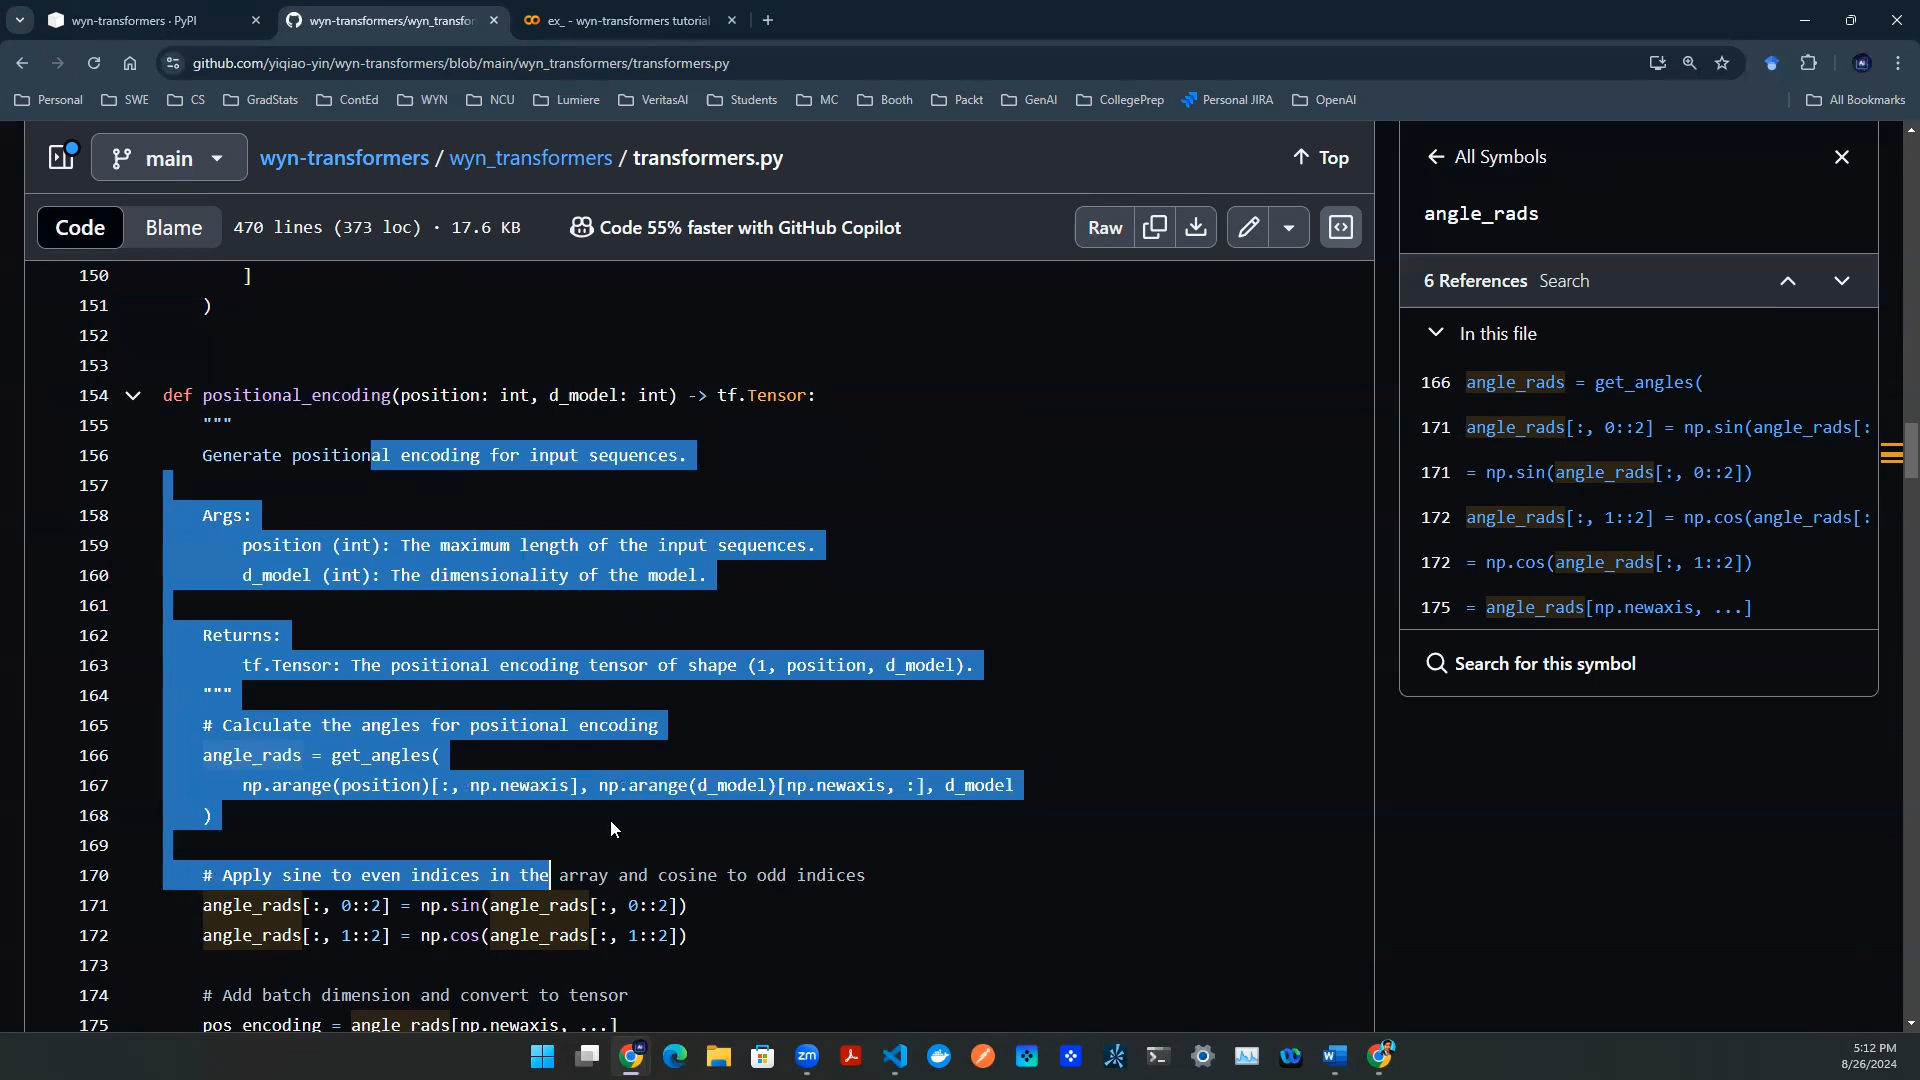 wyn-transformers · PyPI
wyn-transformers/wyn_transfor
ex_ - wyn-transformers tutorial
github.com/yiqiao-yin/wyn-transformers/blob/main/wyn_transformers/transformers.py
Personal SWE CS GradStats ContEd WYN NCU Lumiere VeritasAI Students MC Booth Packt GenAI CollegePrep Personal JIRA OpenAI All Bookmarks
main wyn-transformers / wyn_transformers / transformers.py Top
Code Blame 470 lines (373 loc) · 17.6 KB Code 55% faster with GitHub Copilot Raw
150 ]
151 )
152
153
154 def positional_encoding(position: int, d_model: int) -> tf.Tensor:
155 """
156 Generate positional encoding for input sequences.
157
158 Args:
159 position (int): The maximum length of the input sequences.
160 d_model (int): The dimensionality of the model.
161
162 Returns:
163 tf.Tensor: The positional encoding tensor of shape (1, position, d_model).
164 """
165 # Calculate the angles for positional encoding
166 angle_rads = get_angles(
167 np.arange(position)[:, np.newaxis], np.arange(d_model)[np.newaxis, :], d_model
168 )
169
170 # Apply sine to even indices in the array and cosine to odd indices
171 angle_rads[:, 0::2] = np.sin(angle_rads[:, 0::2])
172 angle_rads[:, 1::2] = np.cos(angle_rads[:, 1::2])
173
174 # Add batch dimension and convert to tensor
175 pos_encoding = angle_rads[np.newaxis, ...]
All Symbols
angle_rads
6 References Search
In this file
166 angle_rads = get_angles(
171 angle_rads[:, 0::2] = np.sin(angle_rads[:
171 = np.sin(angle_rads[:, 0::2])
172 angle_rads[:, 1::2] = np.cos(angle_rads[:
172 = np.cos(angle_rads[:, 1::2])
175 = angle_rads[np.newaxis, ...]
Search for this symbol
zm
5:12 PM
8/26/2024